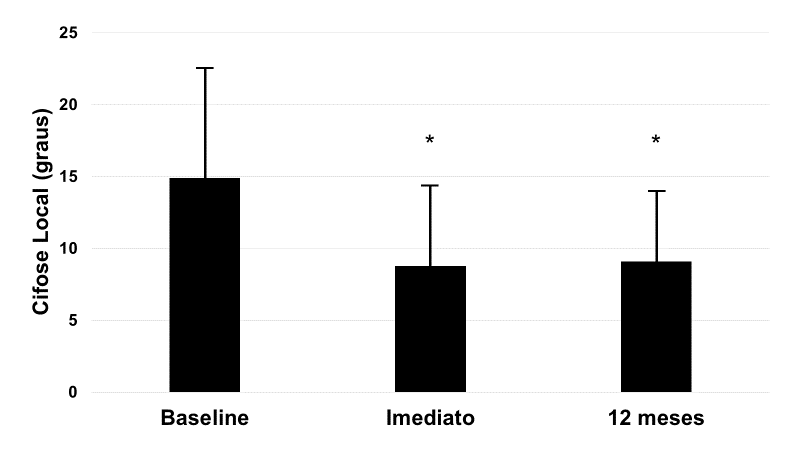 25
20
15
10
5
0
Cifose Local (graus)
*
*
Baseline
Imediato
12 meses